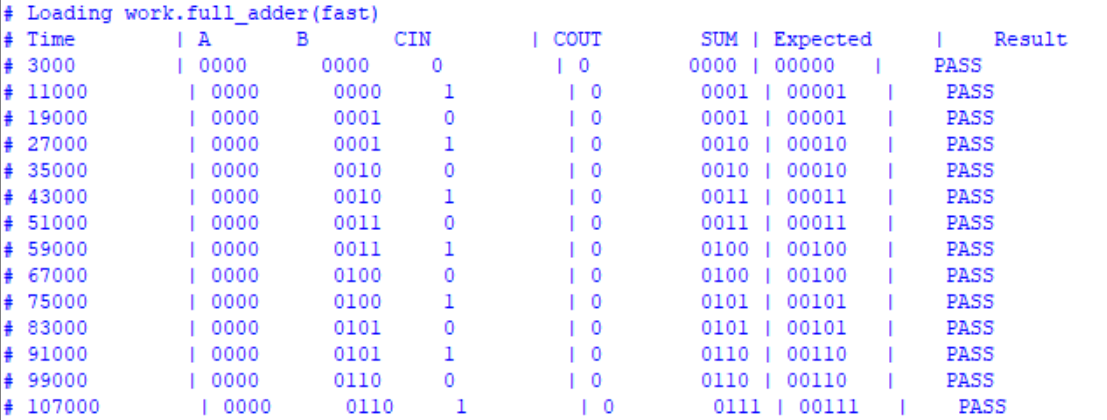 # Loading work.full_adder(fast)
# Time | A B CIN | COUT SUM | Expected | Result
# 3000 | 0000 0000 0 | 0 0000 | 00000 | PASS
# 11000 | 0000 0000 1 | 0 0001 | 00001 | PASS
# 19000 | 0000 0001 0 | 0 0001 | 00001 | PASS
# 27000 | 0000 0001 1 | 0 0010 | 00010 | PASS
# 35000 | 0000 0010 0 | 0 0010 | 00010 | PASS
# 43000 | 0000 0010 1 | 0 0011 | 00011 | PASS
# 51000 | 0000 0011 0 | 0 0011 | 00011 | PASS
# 59000 | 0000 0011 1 | 0 0100 | 00100 | PASS
# 67000 | 0000 0100 0 | 0 0100 | 00100 | PASS
# 75000 | 0000 0100 1 | 0 0101 | 00101 | PASS
# 83000 | 0000 0101 0 | 0 0101 | 00101 | PASS
# 91000 | 0000 0101 1 | 0 0110 | 00110 | PASS
# 99000 | 0000 0110 0 | 0 0110 | 00110 | PASS
# 107000 | 0000 0110 1 | 0 0111 | 00111 | PASS